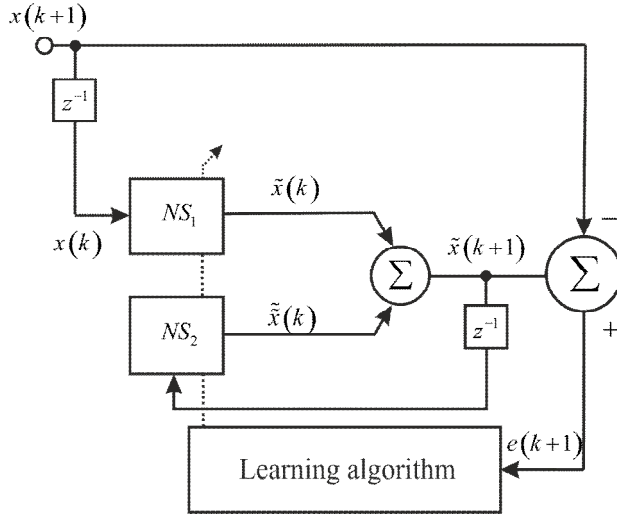 x(k+1)
z⁻¹
−
NS₁
x̃(k)
x(k)
Σ
x̃(k+1)
Σ
NS₂
x̃̃(k)
z⁻¹
+
e(k+1)
Learning algorithm